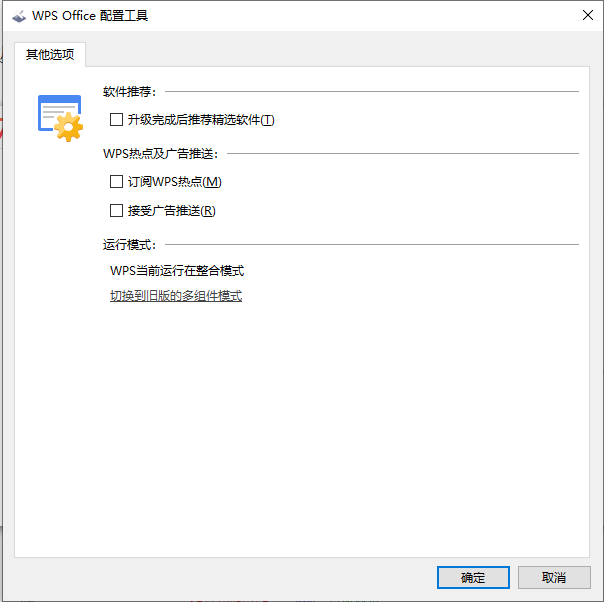 WPS Office 配置工具
其他选项
软件推荐：
升级完成后推荐精选软件(T)
WPS热点及广告推送：
订阅WPS热点(M)
接受广告推送(R)
运行模式：
WPS当前运行在整合模式
切换到旧版的多组件模式
确定
取消